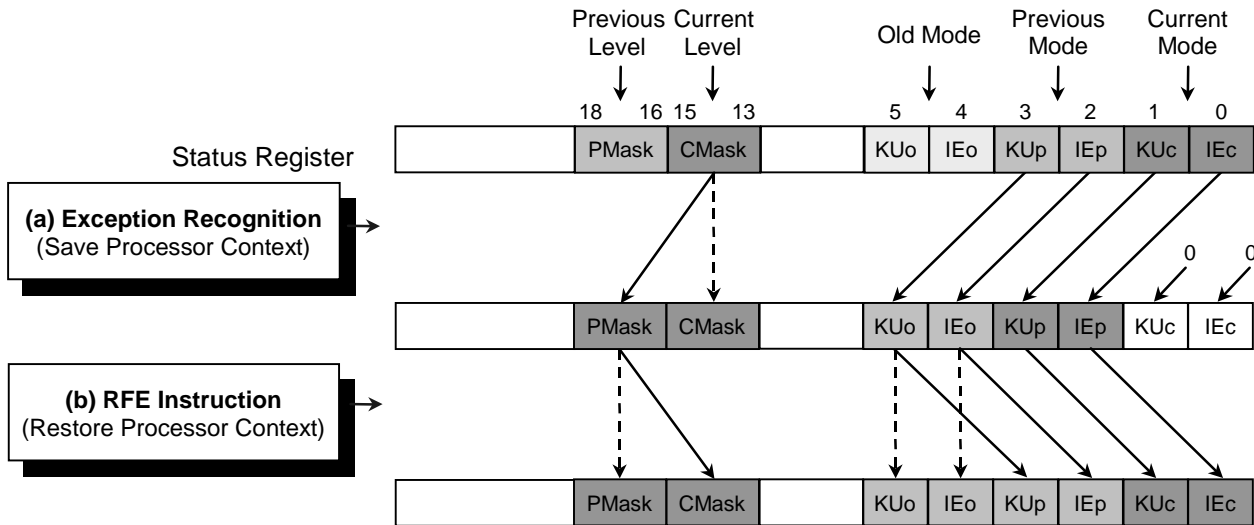 Previous Level
Current Level
Old Mode
Previous Mode
Current Mode
18 16 15 13 5 4 3 2 1 0
Status Register
PMask CMask KUo IEo KUp IEp KUc IEc
(a) Exception Recognition
(Save Processor Context)
0 0
PMask CMask KUo IEo KUp IEp KUc IEc
(b) RFE Instruction
(Restore Processor Context)
PMask CMask KUo IEo KUp IEp KUc IEc